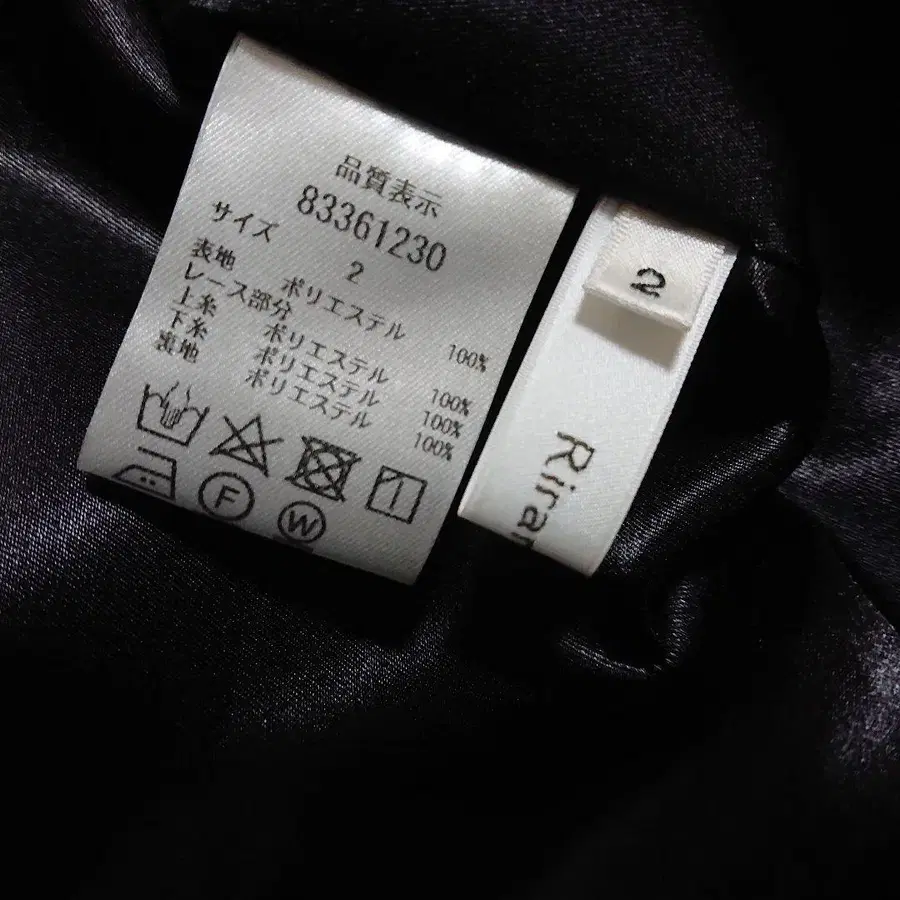 品質表示
83361230
サイズ 2
表地 ポリエステル 100%
レース部分
上糸 ポリエステル 100%
下糸 ポリエステル 100%
裏地 ポリエステル 100%
F
W
2
Riran